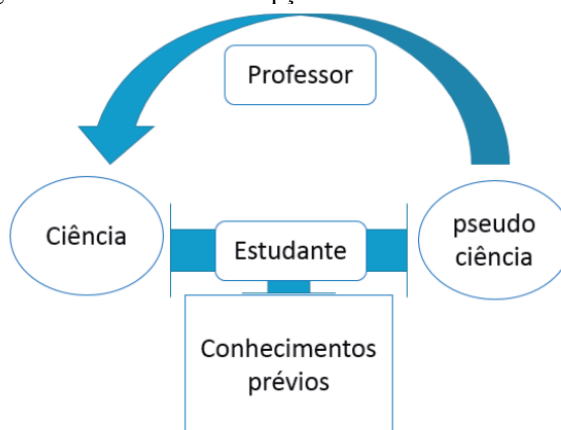 Professor
Ciência
Estudante
pseudo
ciência
Conhecimentos
prévios